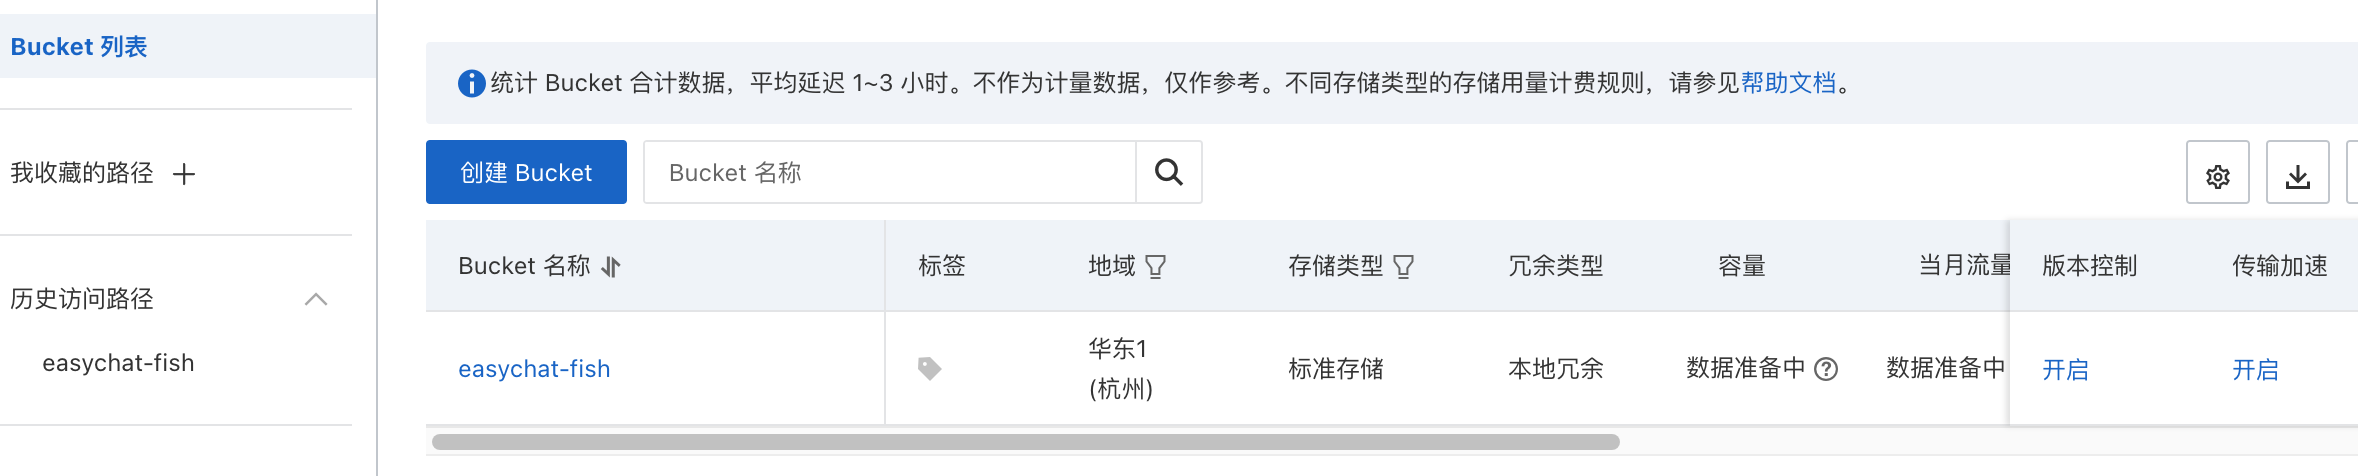 Bucket 列表
我收藏的路径
历史访问路径
easychat-fish
统计 Bucket 合计数据，平均延迟 1~3 小时。不作为计量数据，仅作参考。不同存储类型的存储用量计费规则，请参见帮助文档。
创建 Bucket
Bucket 名称
Bucket 名称 标签 地域 存储类型 冗余类型 容量 当月流量 版本控制 传输加速
easychat-fish 华东1 标准存储 本地冗余 数据准备中 数据准备中 开启 开启
(杭州)